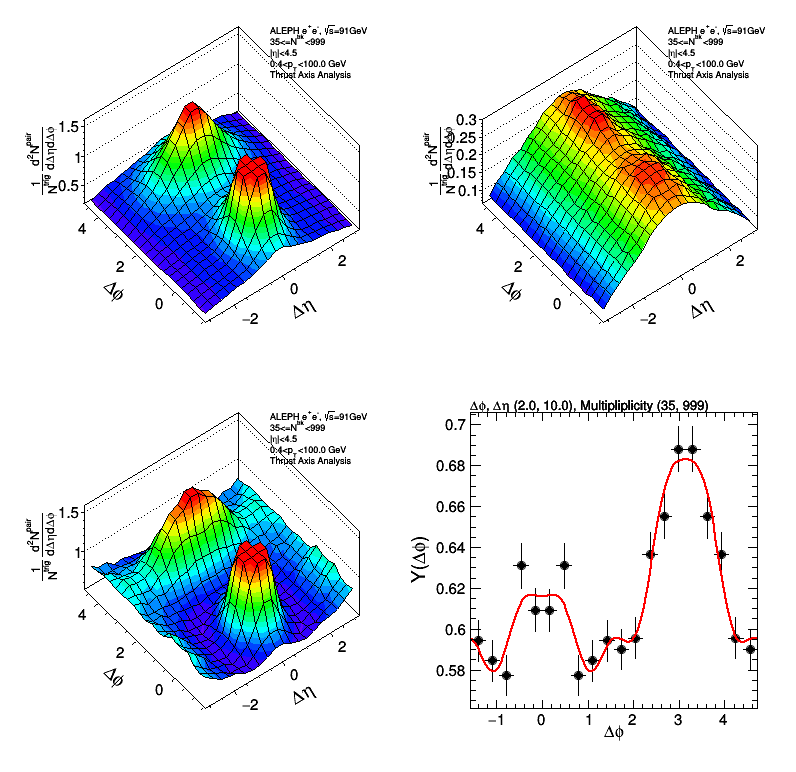 ALEPH e⁺e⁻, √s=91GeV
35<=N^trk<999
|η|<4.5
0.4<p_T<100.0 GeV
Thrust Axis Analysis
1/N^trig d²N^pair/dΔηdΔφ
1.5
1
0.5
4
2
0
Δφ
−2
0
2
Δη
ALEPH e⁺e⁻, √s=91GeV
35<=N^trk<999
|η|<4.5
0.4<p_T<100.0 GeV
Thrust Axis Analysis
1/N^trig d²N^pair/dΔηdΔφ
0.3
0.25
0.2
0.15
0.1
4
2
0
Δφ
−2
0
2
Δη
ALEPH e⁺e⁻, √s=91GeV
35<=N^trk<999
|η|<4.5
0.4<p_T<100.0 GeV
Thrust Axis Analysis
1/N^trig d²N^pair/dΔηdΔφ
1.5
1
4
2
0
Δφ
−2
0
2
Δη
Δφ, Δη (2.0, 10.0), Multipliplicity (35, 999)
Y(Δφ)
0.7
0.68
0.66
0.64
0.62
0.6
0.58
−1 0 1 2 3 4
Δφ